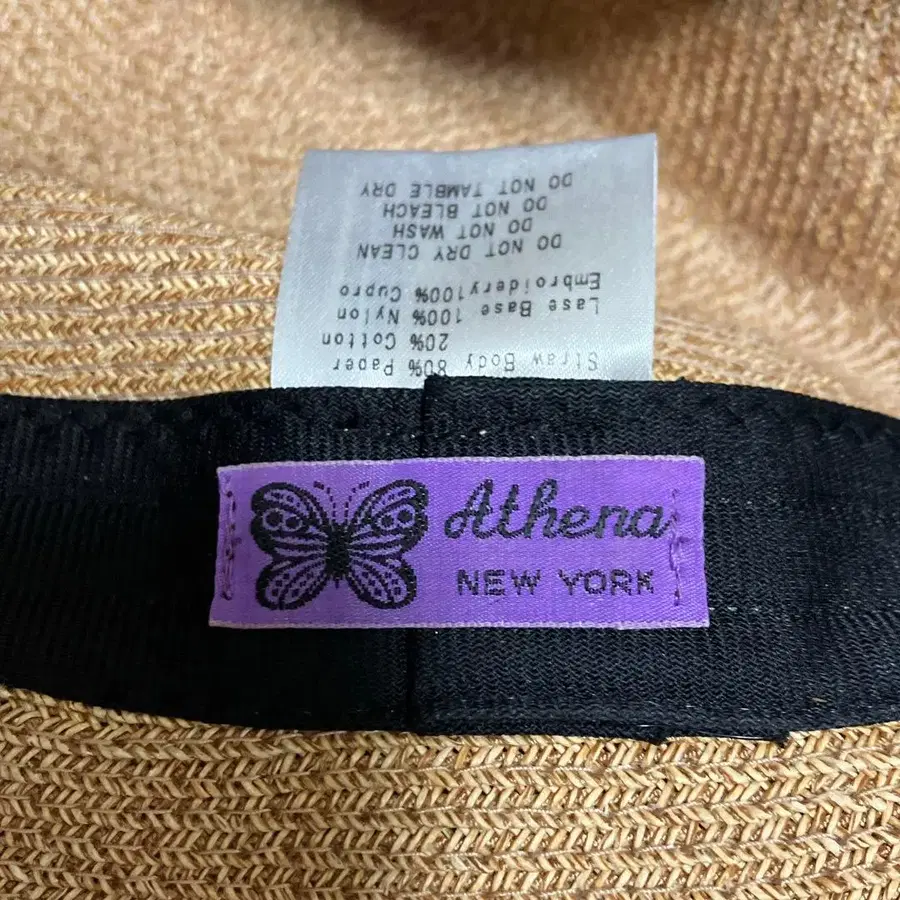 Straw Body 80% Paper
20% Cotton
Lase Base 100% Nylon
Embroidery100% Cupro
DO NOT DRY CLEAN
DO NOT WASH
DO NOT BLEACH
DO NOT TAMBLE DRY
Athena
NEW YORK